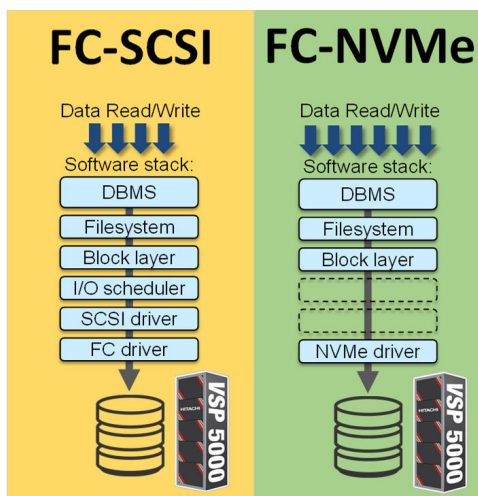 FC-SCSI
Data Read/Write
Software stack:
DBMS
Filesystem
Block layer
I/O scheduler
SCSI driver
FC driver
HITACHI
VSP 5000
FC-NVMe
Data Read/Write
Software stack:
DBMS
Filesystem
Block layer
NVMe driver
HITACHI
VSP 5000